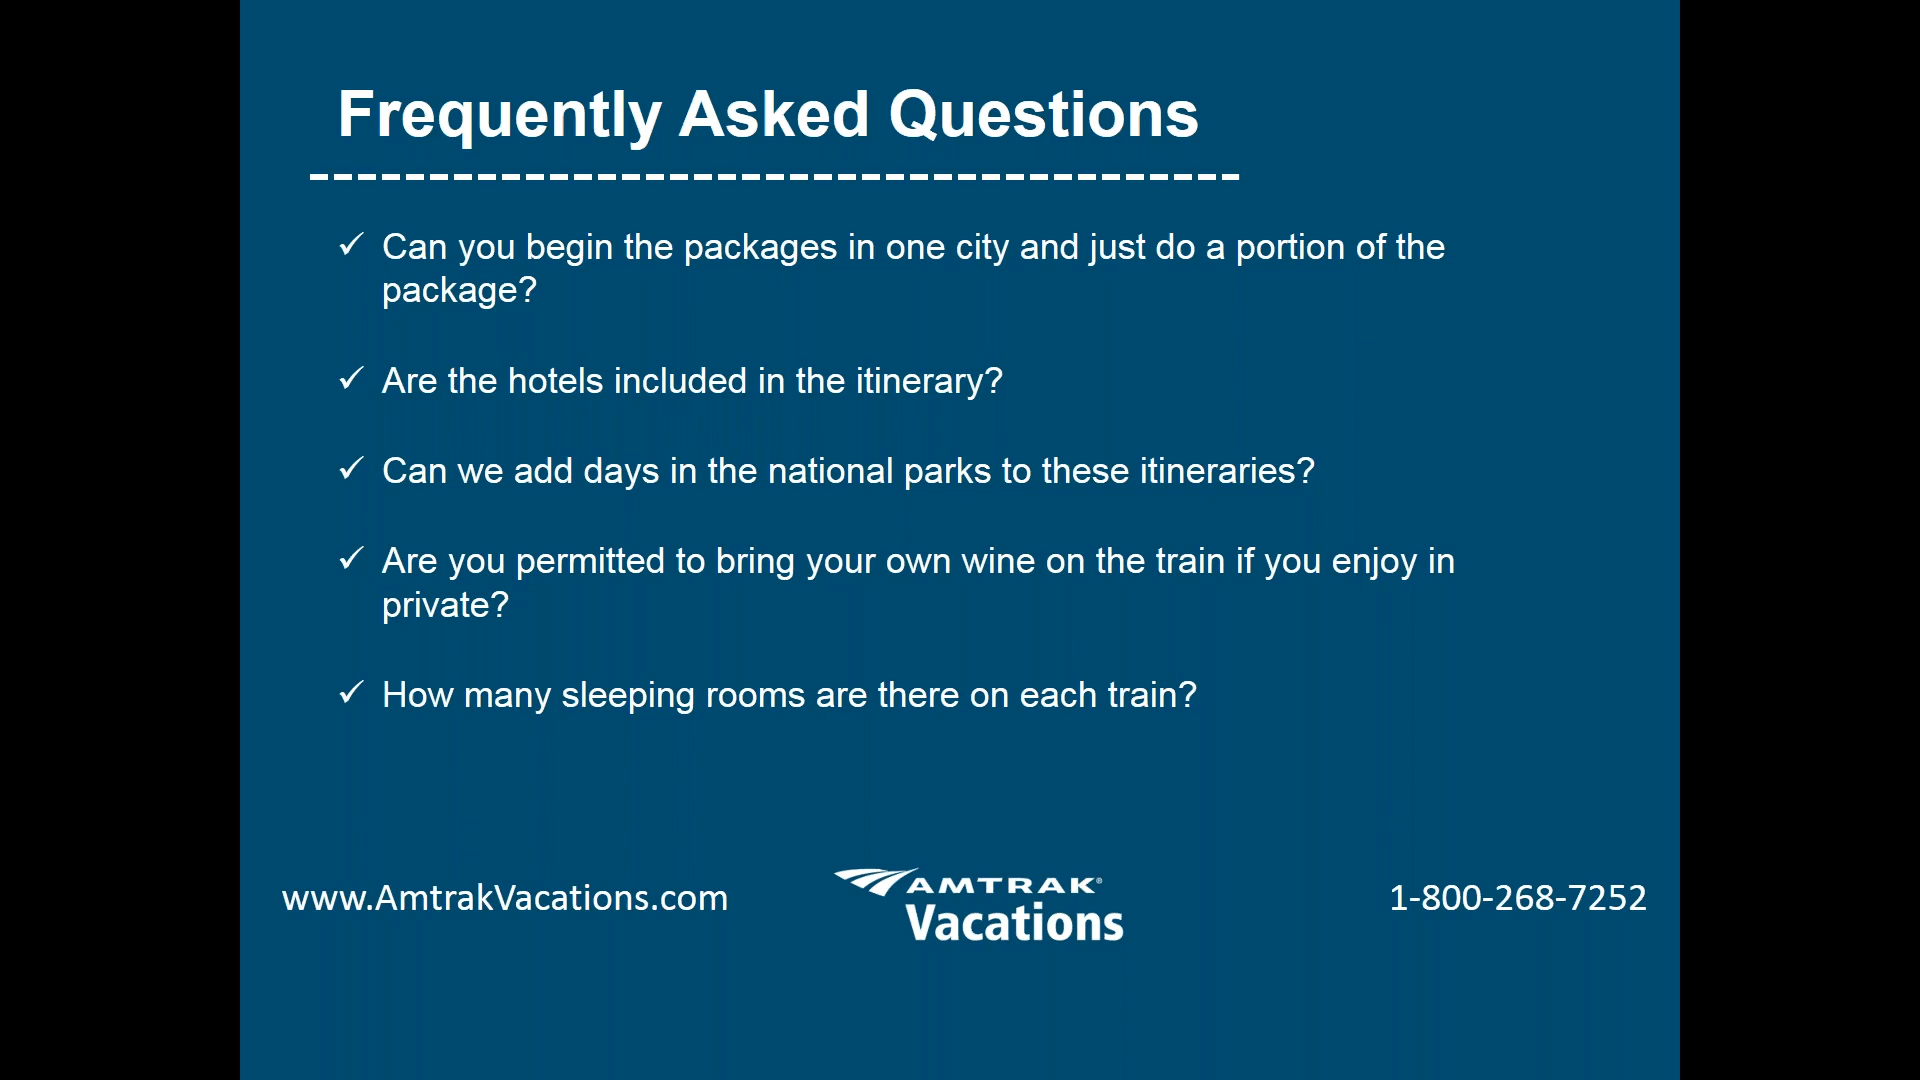 Frequently Asked Questions
Can you begin the packages in one city and just do a portion of the
package?
Are the hotels included in the itinerary?
Can we add days in the national parks to these itineraries?
Are you permitted to bring your own wine on the train if you enjoy in
private?
How many sleeping rooms are there on each train?
www.AmtrakVacations.com
AMTRAK®
Vacations
1-800-268-7252